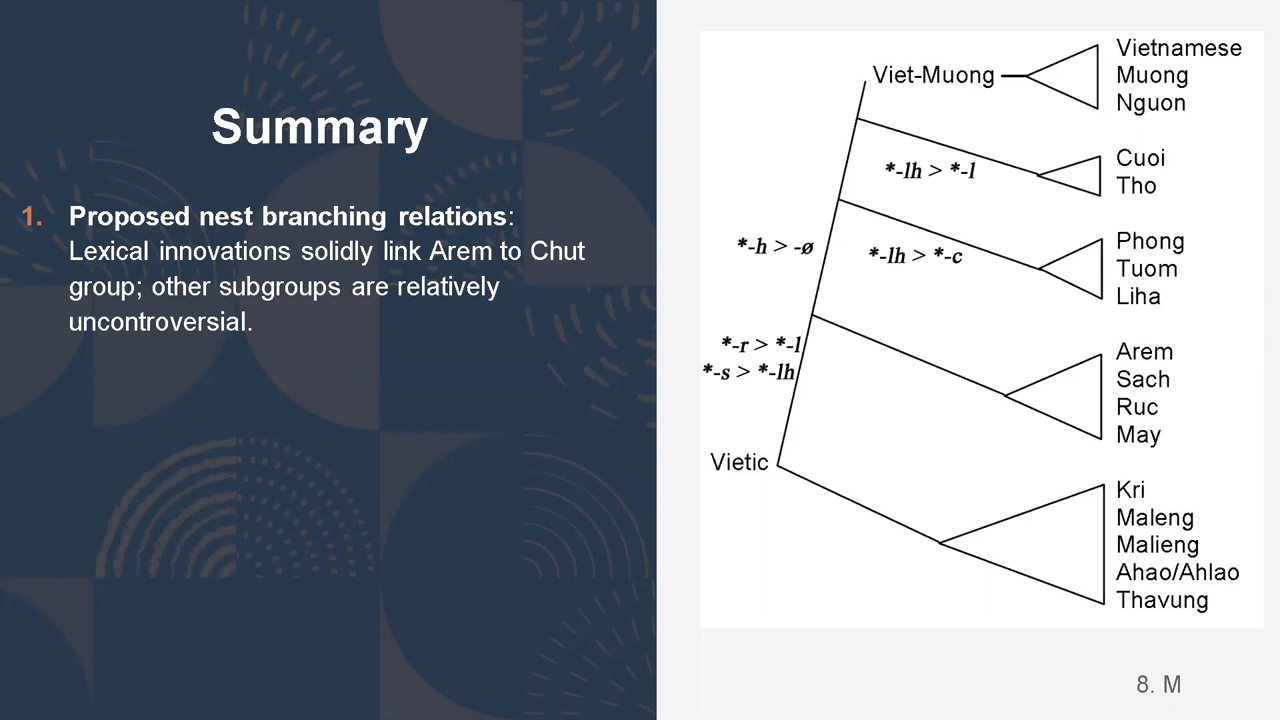 Summary
1. Proposed nest branching relations:
Lexical innovations solidly link Arem to Chut
group; other subgroups are relatively
uncontroversial.
Viet-Muong
Vietnamese
Muong
Nguon
*-lh > *-l
Cuoi
Tho
*-h > -ø
*-lh > *-c
Phong
Tuom
Liha
*-r > *-l
*-s > *-lh
Arem
Sach
Ruc
May
Vietic
Kri
Maleng
Malieng
Ahao/Ahlao
Thavung
8. M